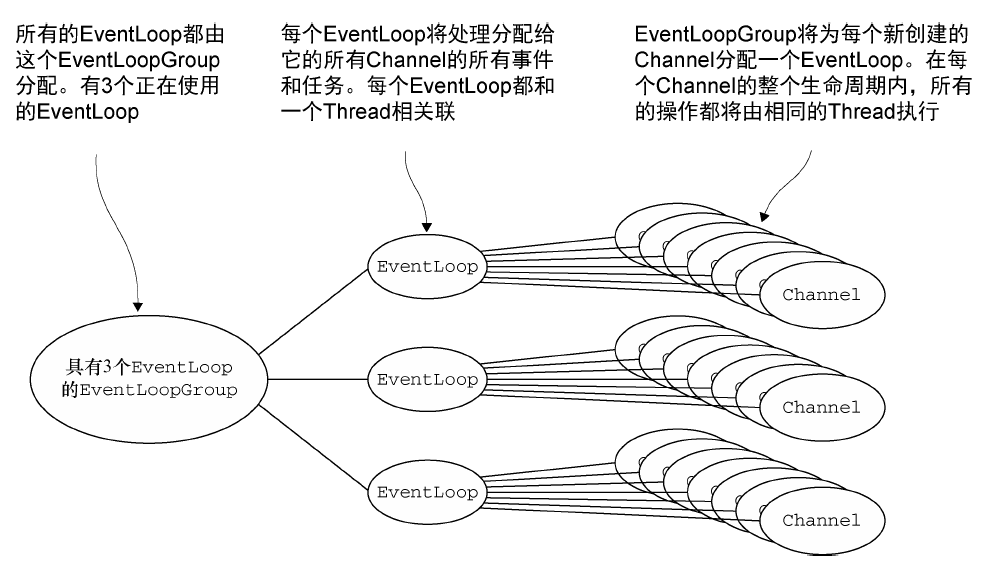 所有的EventLoop都由
这个EventLoopGroup
分配。有3个正在使用
的EventLoop
每个EventLoop将处理分配给
它的所有Channel的所有事件
和任务。每个EventLoop都和
一个Thread相关联
EventLoopGroup将为每个新创建的
Channel分配一个EventLoop。在每
个Channel的整个生命周期内，所有
的操作都将由相同的Thread执行
EventLoop
Channel
具有3个EventLoop
的EventLoopGroup
EventLoop
Channel
EventLoop
Channel